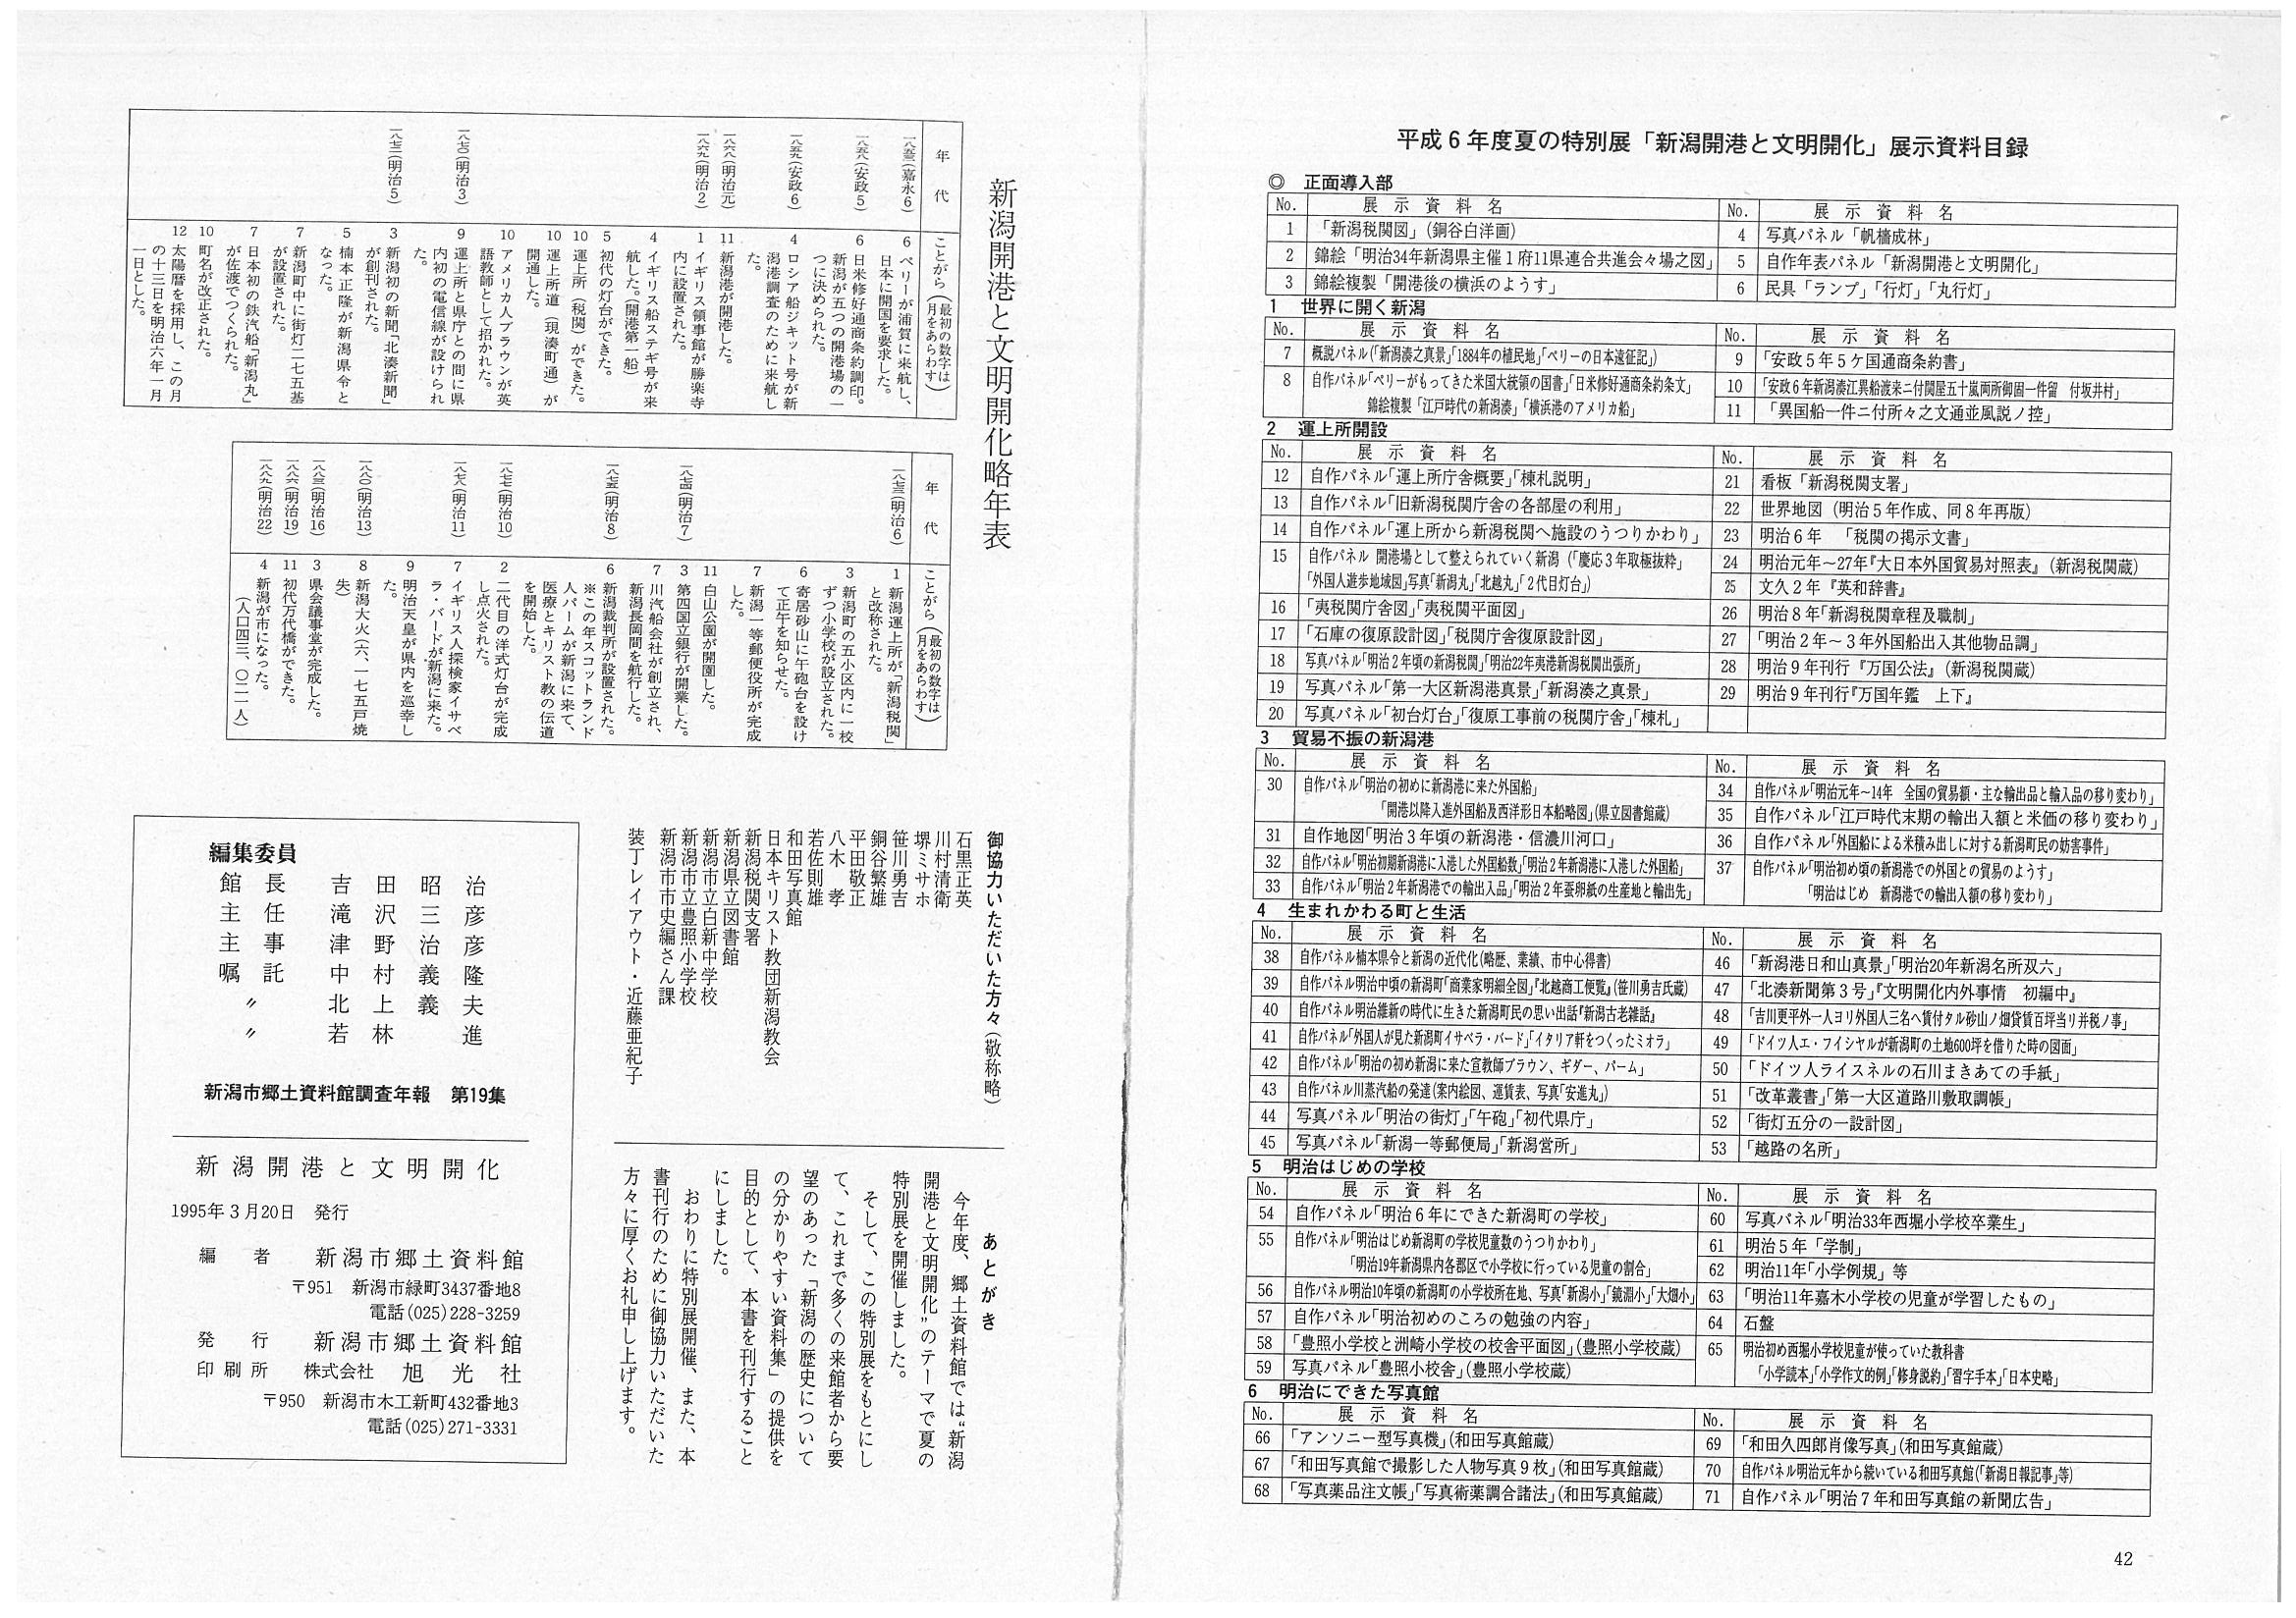 平成6年度夏の特別展「新潟開港と文明開化」展示資料目録
◎ 正面導入部
No. 展示資料名
1 「新潟税関図」(銅谷白洋画)
2 錦絵「明治34年新潟県主催1府11県連合共進会々場之図」
3 錦絵複製「開港後の横浜のようす」
No. 展示資料名
4 写真パネル「帆檣成林」
5 自作年表パネル「新潟開港と文明開化」
6 民具「ランプ」「行灯」「丸行灯」
1 世界に開く新潟
No. 展示資料名
7 概説パネル(「新潟湊之真景」「1884年の植民地」「ペリーの日本遠征記」)
8 自作パネル「ペリーがもってきた米国大統領の国書」「日米修好通商条約条文」
錦絵複製「江戸時代の新潟湊」「横浜港のアメリカ船」
No. 展示資料名
9 「安政5年5ケ国通商条約書」
10 「安政6年新潟湊江異船渡来ニ付関屋五十嵐両所御固一件留 付坂井村」
11 「異国船一件ニ付所々之文通並風説ノ控」
2 運上所開設
No. 展示資料名
12 自作パネル「運上所庁舎概要」「棟札説明」
13 自作パネル「旧新潟税関庁舎の各部屋の利用」
14 自作パネル「運上所から新潟税関へ施設のうつりかわり」
15 自作パネル 開港場として整えられていく新潟(「慶応3年取極抜粋」
「外国人遊歩地域図」写真「新潟丸」「北越丸」「2代目灯台」)
16 「夷税関庁舎図」「夷税関平面図」
17 「石庫の復原設計図」「税関庁舎復原設計図」
18 写真パネル「明治2年頃の新潟税関」「明治22年夷港新潟税関出張所」
19 写真パネル「第一大区新潟港真景」「新潟湊之真景」
20 写真パネル「初台灯台」「復原工事前の税関庁舎」「棟札」
No. 展示資料名
21 看板「新潟税関支署」
22 世界地図(明治5年作成、同8年再版)
23 明治6年 「税関の掲示文書」
24 明治元年～27年『大日本外国貿易対照表』(新潟税関蔵)
25 文久2年『英和辞書』
26 明治8年「新潟税関章程及職制」
27 「明治2年～3年外国船出入其他物品調」
28 明治9年刊行『万国公法』(新潟税関蔵)
29 明治9年刊行『万国年鑑 上下』
3 貿易不振の新潟港
No. 展示資料名
30 自作パネル「明治の初めに新潟港に来た外国船」
「開港以降入進外国船及西洋形日本船略図」(県立図書館蔵)
31 自作地図「明治3年頃の新潟港・信濃川河口」
32 自作パネル「明治初期新潟港に入港した外国船数」「明治2年新潟港に入港した外国船」
33 自作パネル「明治2年新潟港での輸出入品」「明治2年蚕卵紙の生産地と輸出先」
No. 展示資料名
34 自作パネル「明治元年～14年 全国の貿易額・主な輸出品と輸入品の移り変わり」
35 自作パネル「江戸時代末期の輸出入額と米価の移り変わり」
36 自作パネル「外国船による米積み出しに対する新潟町民の妨害事件」
37 自作パネル「明治初め頃の新潟港での外国との貿易のようす」
「明治はじめ 新潟港での輸出入額の移り変わり」
4 生まれかわる町と生活
No. 展示資料名
38 自作パネル楠本県令と新潟の近代化(略歴、業績、市中心得書)
39 自作パネル明治中頃の新潟町「商業家明細全図」『北越商工便覧』(笹川勇吉氏蔵)
40 自作パネル明治維新の時代に生きた新潟町民の思い出話『新潟古老雑話』
41 自作パネル「外国人が見た新潟町イサベラ・バード」「イタリア軒をつくったミオラ」
42 自作パネル「明治の初め新潟に来た宣教師ブラウン、ギダー、パーム」
43 自作パネル川蒸汽船の発達(案内絵図、運賃表、写真「安進丸」)
44 写真パネル「明治の街灯」「午砲」「初代県庁」
45 写真パネル「新潟一等郵便局」「新潟営所」
No. 展示資料名
46 「新潟港日和山真景」「明治20年新潟名所双六」
47 「北湊新聞第3号」『文明開化内外事情 初編中』
48 「吉川更平外一人ヨリ外国人三名ヘ賃付タル砂山ノ畑貸賃百坪当リ并税ノ事」
49 「ドイツ人エ・フイシヤルが新潟町の土地600坪を借りた時の図面」
50 「ドイツ人ライスネルの石川まきあての手紙」
51 「改革叢書」「第一大区道路川敷取調帳」
52 「街灯五分の一設計図」
53 「越路の名所」
5 明治はじめの学校
No. 展示資料名
54 自作パネル「明治6年にできた新潟町の学校」
55 自作パネル「明治はじめ新潟町の学校児童数のうつりかわり」
「明治19年新潟県内各郡区で小学校に行っている児童の割合」
56 自作パネル明治10年頃の新潟町の小学校所在地、写真「新潟小」「鏡淵小」「大畑小」
57 自作パネル「明治初めのころの勉強の内容」
58 「豊照小学校と洲崎小学校の校舎平面図」(豊照小学校蔵)
59 写真パネル「豊照小校舎」(豊照小学校蔵)
No. 展示資料名
60 写真パネル「明治33年西堀小学校卒業生」
61 明治5年「学制」
62 明治11年「小学例規」等
63 「明治11年嘉木小学校の児童が学習したもの」
64 石盤
65 明治初め西堀小学校児童が使っていた教科書
「小学読本」「小学作文的例」「修身説約」「習字手本」「日本史略」
6 明治にできた写真館
No. 展示資料名
66 「アンソニー型写真機」(和田写真館蔵)
67 「和田写真館で撮影した人物写真9枚」(和田写真館蔵)
68 「写真薬品注文帳」「写真術薬調合諸法」(和田写真館蔵)
No. 展示資料名
69 「和田久四郎肖像写真」(和田写真館蔵)
70 自作パネル明治元年から続いている和田写真館(「新潟日報記事」等)
71 自作パネル「明治7年和田写真館の新聞広告」
42
新潟開港と文明開化略年表
年代 ことがら(最初の数字は月をあらわす)
一八五三(嘉永6) 6 ペリーが浦賀に来航し、
日本に開国を要求した。
一八五八(安政5) 6 日米修好通商条約調印。
新潟が五つの開港場の一
つに決められた。
一八五九(安政6) 4 ロシア船ジキット号が新
潟港調査のために来航し
た。
一八六八(明治元) 11 新潟港が開港した。
一八六九(明治2) 1 イギリス領事館が勝楽寺
内に設置された。
4 イギリス船ステギ号が来
航した。(開港第一船)
5 初代の灯台ができた。
10 運上所(税関)ができた。
10 運上所道(現湊町通)が
開通した。
10 アメリカ人ブラウンが英
語教師として招かれた。
一八七〇(明治3) 9 運上所と県庁との間に県
内初の電信線が設けられ
た。
一八七二(明治5) 3 新潟初の新聞「北湊新聞」
が創刊された。
5 楠本正隆が新潟県令と
なった。
7 新潟町中に街灯二七五基
が設置された。
7 日本初の鉄汽船「新潟丸」
が佐渡でつくられた。
10 町名が改正された。
12 太陽暦を採用し、この月
の十三日を明治六年一月
一日とした。
年代 ことがら(最初の数字は月をあらわす)
一八七三(明治6) 1 新潟運上所が「新潟税関」
と改称された。
3 新潟町の五小区内に一校
ずつ小学校が設立された。
6 寄居砂山に午砲台を設け
て正午を知らせた。
7 新潟一等郵便役所が完成
した。
11 白山公園が開園した。
一八七四(明治7) 3 第四国立銀行が開業した。
7 川汽船会社が創立され、
新潟長岡間を航行した。
一八七五(明治8) 6 新潟裁判所が設置された。
※この年スコットランド
人パームが新潟に来て、
医療とキリスト教の伝道
を開始した。
一八七七(明治10) 2 二代目の洋式灯台が完成
し点火された。
一八七八(明治11) 7 イギリス人探検家イサベ
ラ・バードが新潟に来た。
9 明治天皇が県内を巡幸し
た。
一八八〇(明治13) 8 新潟大火(六、一七五戸焼
失)
一八八三(明治16) 3 県会議事堂が完成した。
一八八六(明治19) 11 初代万代橋ができた。
一八八九(明治22) 4 新潟が市になった。
(人口四三、〇二一人)
御協力いただいた方々(敬称略)
石黒正英
川村清衛
堺ミサホ
笹川勇吉
銅谷繁雄
平田敬正
八木 孝
若佐則雄
和田写真館
日本キリスト教団新潟教会
新潟税関支署
新潟県立図書館
新潟市立白新中学校
新潟市立豊照小学校
新潟市市史編さん課
装丁レイアウト・近藤亜紀子
あとがき
今年度、郷土資料館では“新潟
開港と文明開化”のテーマで夏の
特別展を開催しました。
そして、この特別展をもとにし
て、これまで多くの来館者から要
望のあった「新潟の歴史について
の分かりやすい資料集」の提供を
目的として、本書を刊行すること
にしました。
おわりに特別展開催、また、本
書刊行のために御協力いただいた
方々に厚くお礼申し上げます。
編集委員
館長 吉田昭治
主任 滝沢三彦
主事 津野治彦
嘱託 中村義隆
〃 北上義夫
〃 若林 進
新潟市郷土資料館調査年報 第19集
新潟開港と文明開化
1995年3月20日 発行
編者 新潟市郷土資料館
〒951 新潟市緑町3437番地8
電話(025)228-3259
発行 新潟市郷土資料館
印刷所 株式会社 旭光社
〒950 新潟市木工新町432番地3
電話(025)271-3331